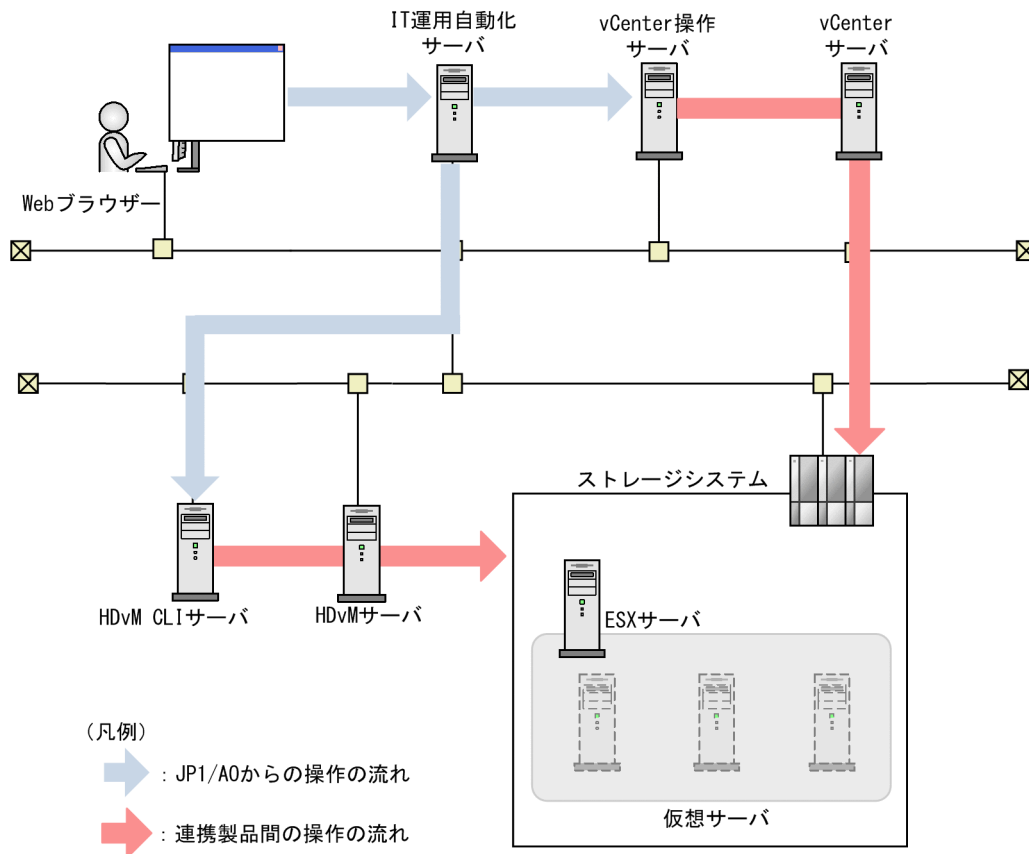 IT運用自動化
サーバ
vCenter操作
サーバ
vCenter
サーバ
Webブラウザー
ストレージシステム
HDvM CLIサーバ
HDvMサーバ
ESXサーバ
仮想サーバ
(凡例)
：JP1/AOからの操作の流れ
：連携製品間の操作の流れ